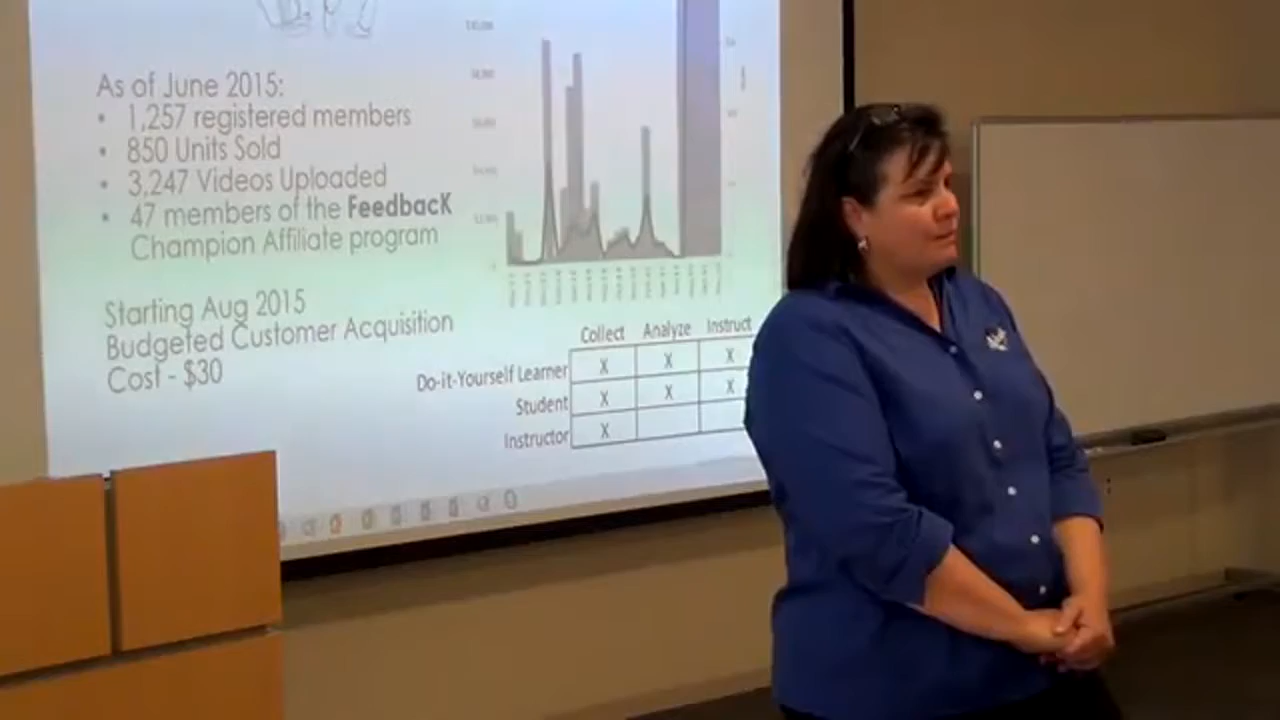 As of June 2015:
• 1,257 registered members
• 850 Units Sold
• 3,247 Videos Uploaded
• 47 members of the FeedbacK
Champion Affiliate program
Starting Aug 2015
Budgeted Customer Acquisition
Cost - $30
Collect Analyze Instruct
Do-it-Yourself Learner X X X
Student X X X
Instructor X